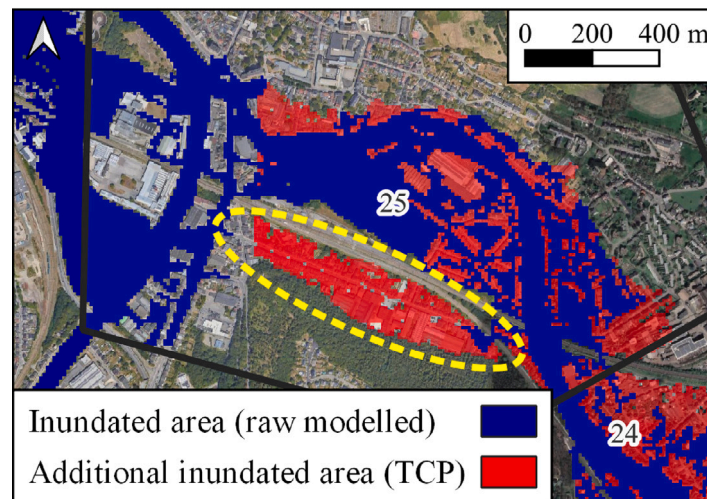 0 200 400 m
25
24
Inundated area (raw modelled)
Additional inundated area (TCP)